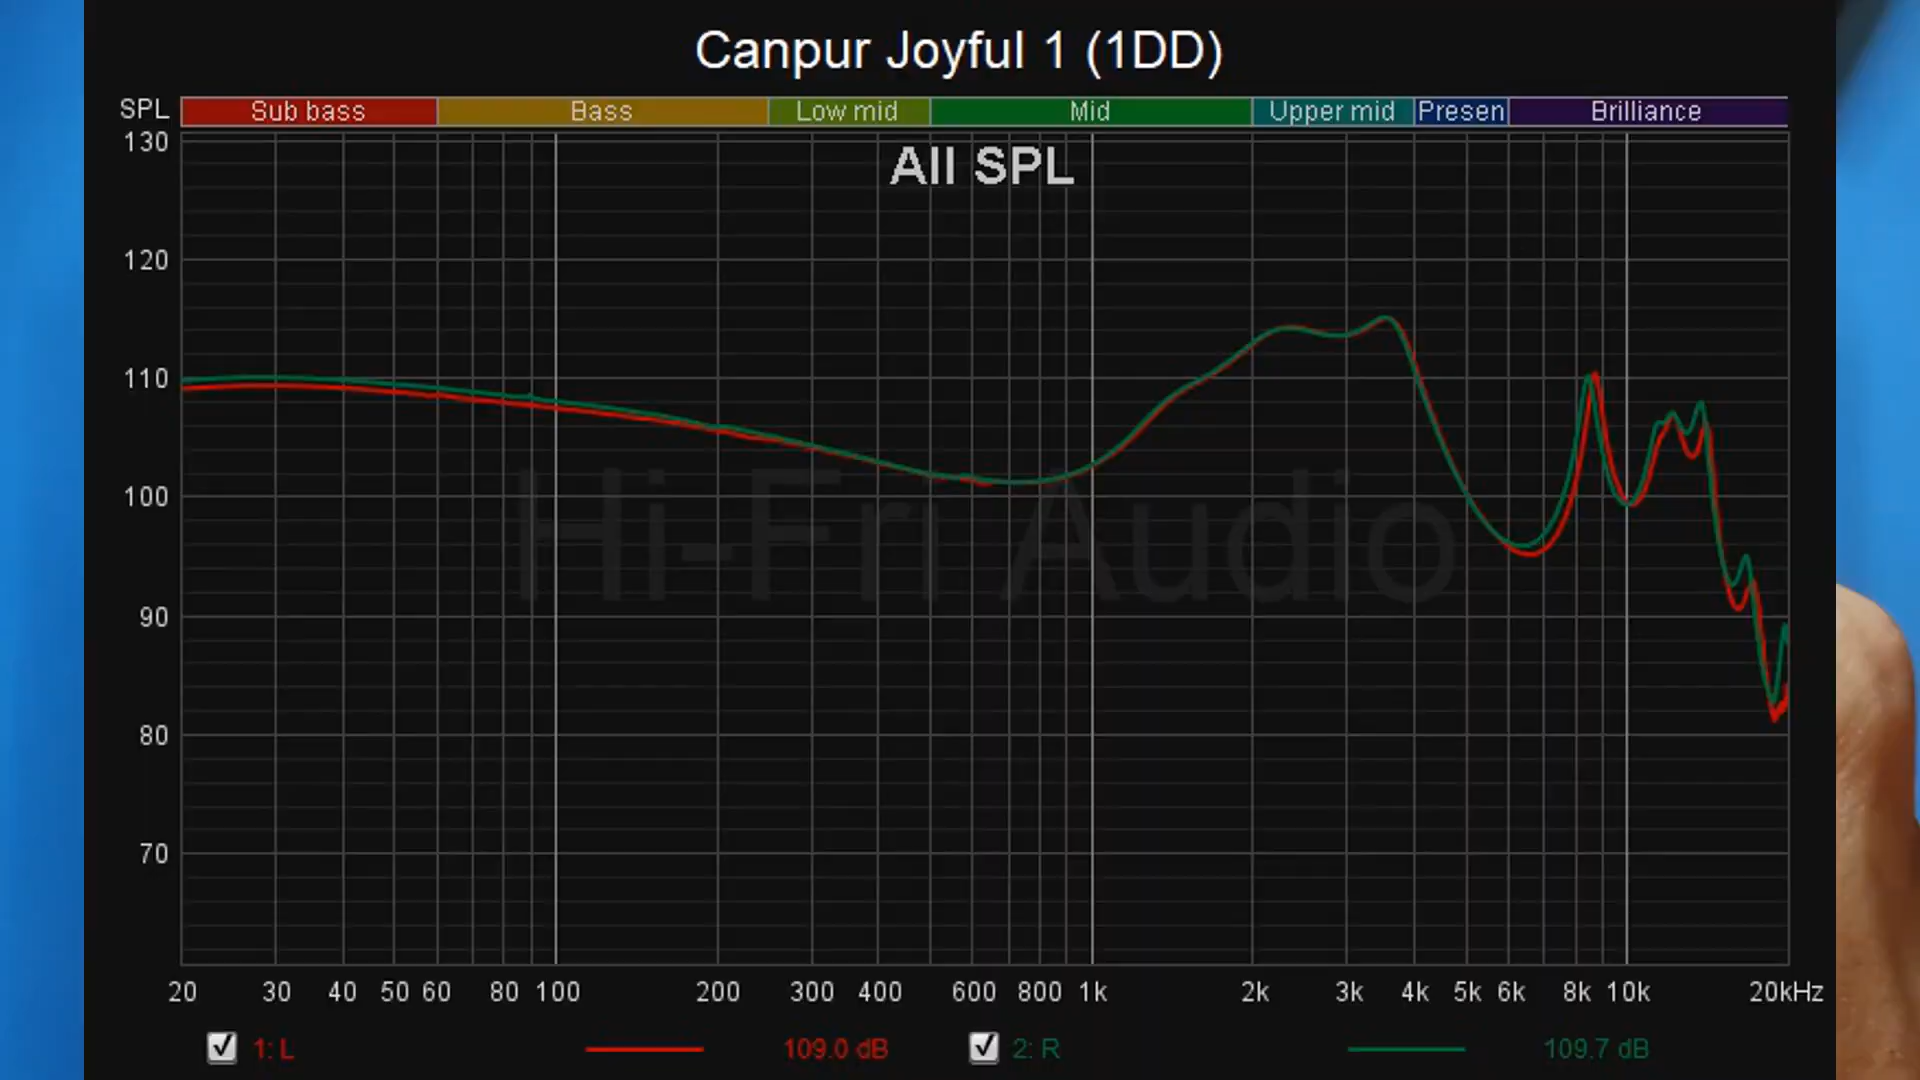 Canpur Joyful 1 (1DD)
SPL Sub bass Bass Low mid Mid Upper mid Presen Brilliance
130
All SPL
120
110
100
Hi-Fri Audio
90
80
70
20 30 40 50 60 80 100 200 300 400 600 800 1k 2k 3k 4k 5k 6k 8k 10k 20kHz
1: L 109.0 dB 2: R 109.7 dB